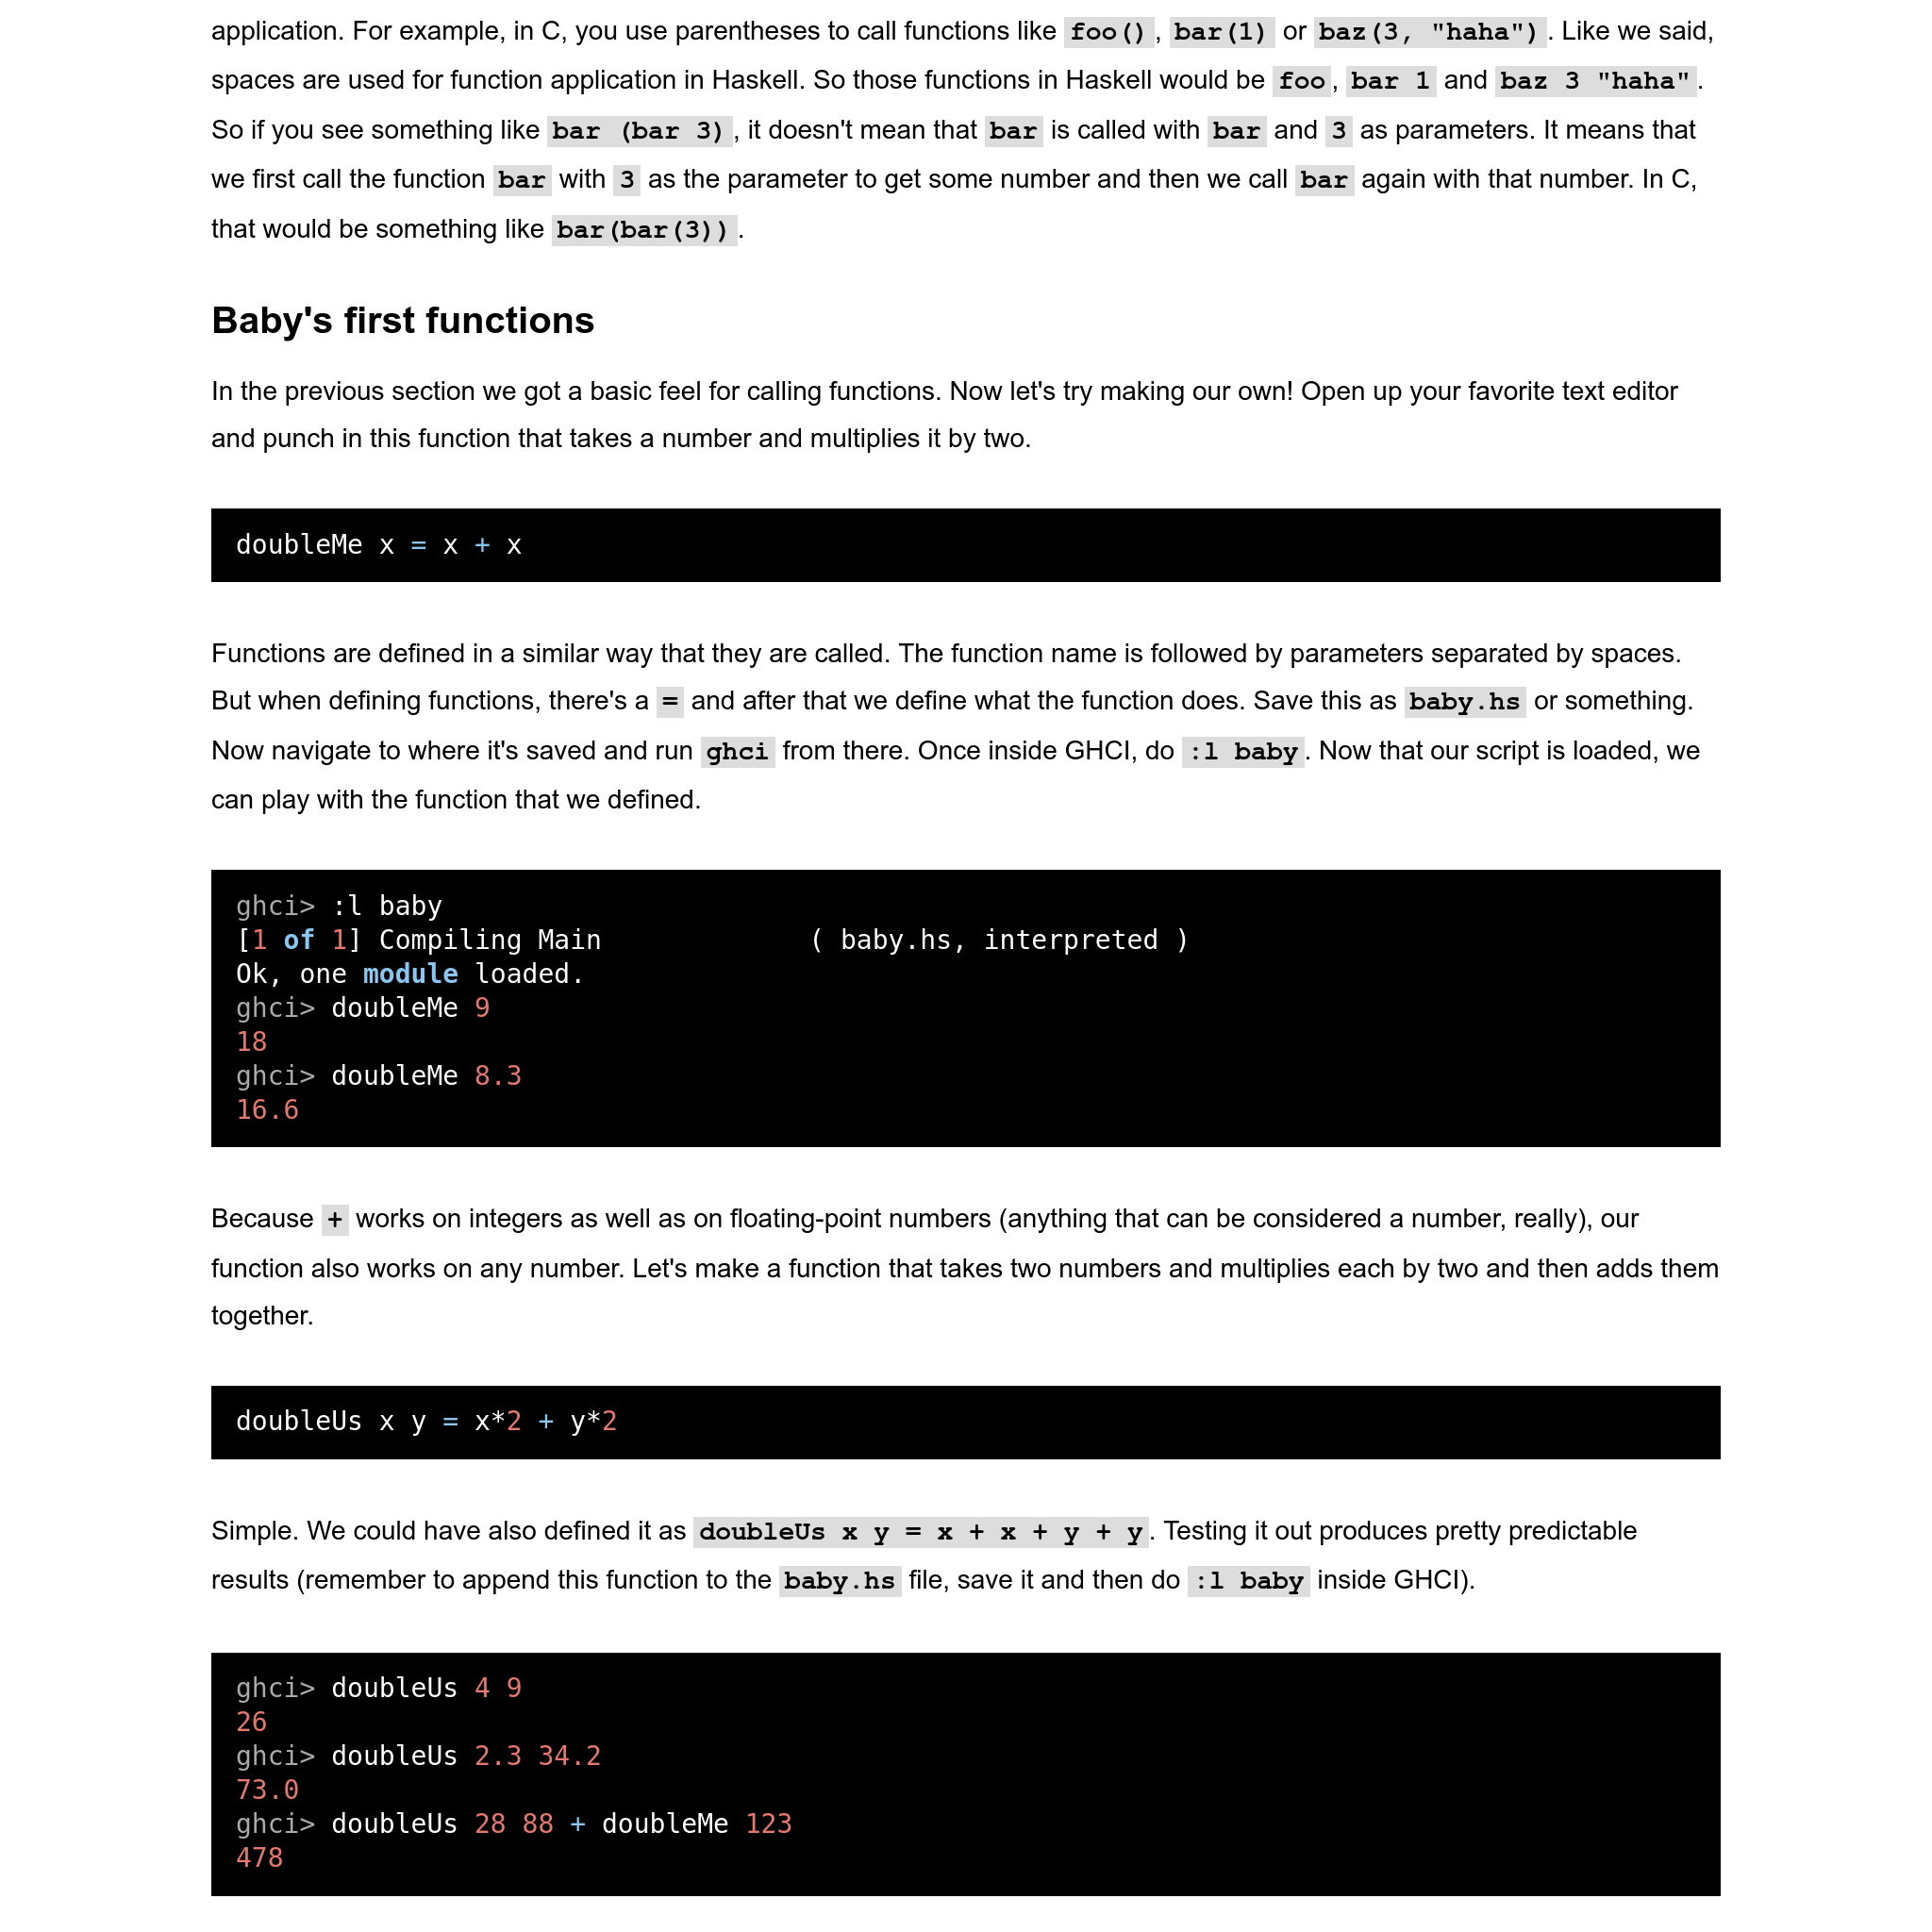 application. For example, in C, you use parentheses to call functions like foo(), bar(1) or baz(3, "haha"). Like we said,
spaces are used for function application in Haskell. So those functions in Haskell would be foo, bar 1 and baz 3 "haha".
So if you see something like bar (bar 3), it doesn't mean that bar is called with bar and 3 as parameters. It means that
we first call the function bar with 3 as the parameter to get some number and then we call bar again with that number. In C,
that would be something like bar(bar(3)).
Baby's first functions
In the previous section we got a basic feel for calling functions. Now let's try making our own! Open up your favorite text editor
and punch in this function that takes a number and multiplies it by two.
doubleMe x = x + x
Functions are defined in a similar way that they are called. The function name is followed by parameters separated by spaces.
But when defining functions, there's a = and after that we define what the function does. Save this as baby.hs or something.
Now navigate to where it's saved and run ghci from there. Once inside GHCI, do :l baby. Now that our script is loaded, we
can play with the function that we defined.
ghci> :l baby
[1 of 1] Compiling Main             ( baby.hs, interpreted )
Ok, one module loaded.
ghci> doubleMe 9
18
ghci> doubleMe 8.3
16.6
Because + works on integers as well as on floating-point numbers (anything that can be considered a number, really), our
function also works on any number. Let's make a function that takes two numbers and multiplies each by two and then adds them
together.
doubleUs x y = x*2 + y*2
Simple. We could have also defined it as doubleUs x y = x + x + y + y. Testing it out produces pretty predictable
results (remember to append this function to the baby.hs file, save it and then do :l baby inside GHCI).
ghci> doubleUs 4 9
26
ghci> doubleUs 2.3 34.2
73.0
ghci> doubleUs 28 88 + doubleMe 123
478